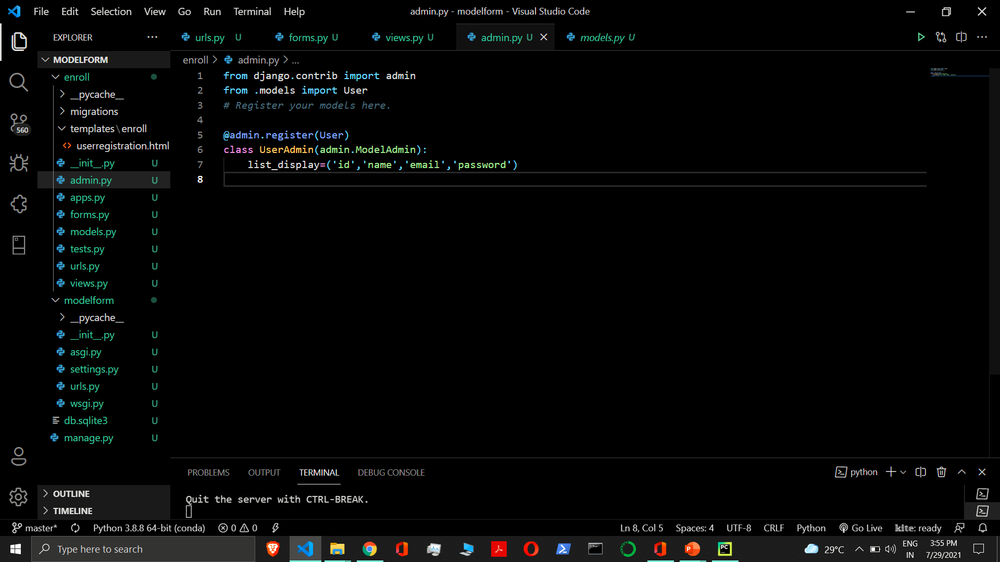 File Edit Selection View Go Run Terminal Help
admin.py - modelform - Visual Studio Code
EXPLORER
urls.py U
forms.py U
views.py U
admin.py U
models.py U
MODELFORM
enroll
__pycache__
migrations
templates\enroll
userregistration.html
__init__.py U
admin.py U
apps.py U
forms.py U
models.py U
tests.py U
urls.py U
views.py U
modelform
__pycache__
__init__.py U
asgi.py U
settings.py U
urls.py U
wsgi.py U
db.sqlite3 U
manage.py U
OUTLINE
TIMELINE
560
enroll > admin.py > ...
1 from django.contrib import admin
2 from .models import User
3 # Register your models here.
4
5 @admin.register(User)
6 class UserAdmin(admin.ModelAdmin):
7 list_display=('id','name','email','password')
8
PROBLEMS OUTPUT TERMINAL DEBUG CONSOLE
python
Quit the server with CTRL-BREAK.
master* Python 3.8.8 64-bit (conda) 0 0
Ln 8, Col 5 Spaces: 4 UTF-8 CRLF Python Go Live kite: ready
Type here to search
P
PC
29°C
ENG
IN
3:55 PM
7/29/2021